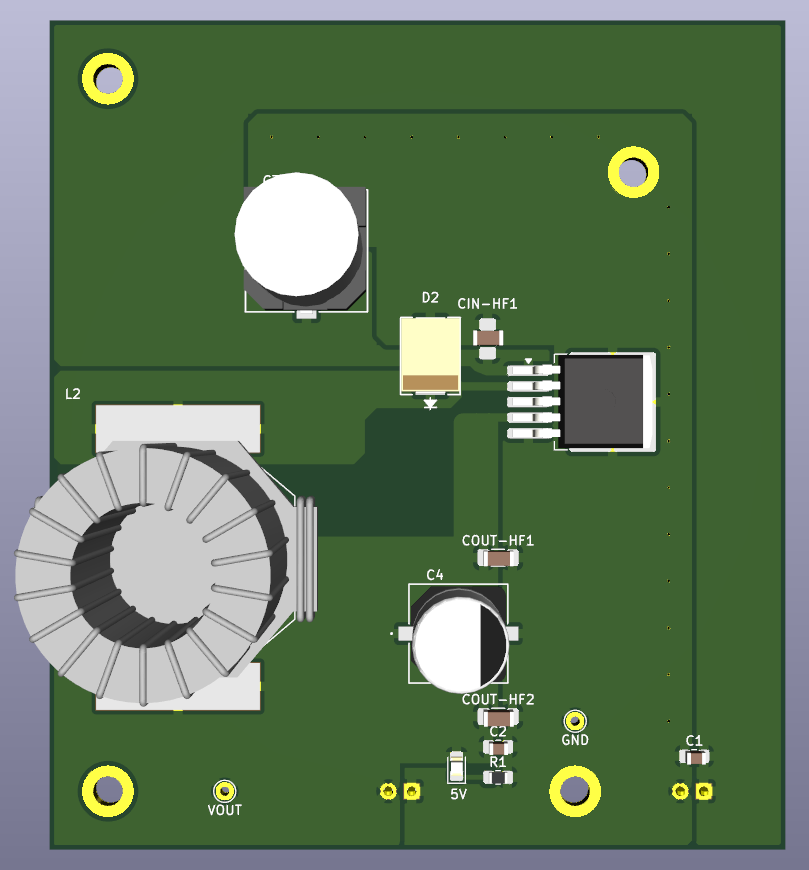 D2
CIN-HF1
L2
COUT-HF1
C4
COUT-HF2
C2
GND
C1
R1
5V
VOUT